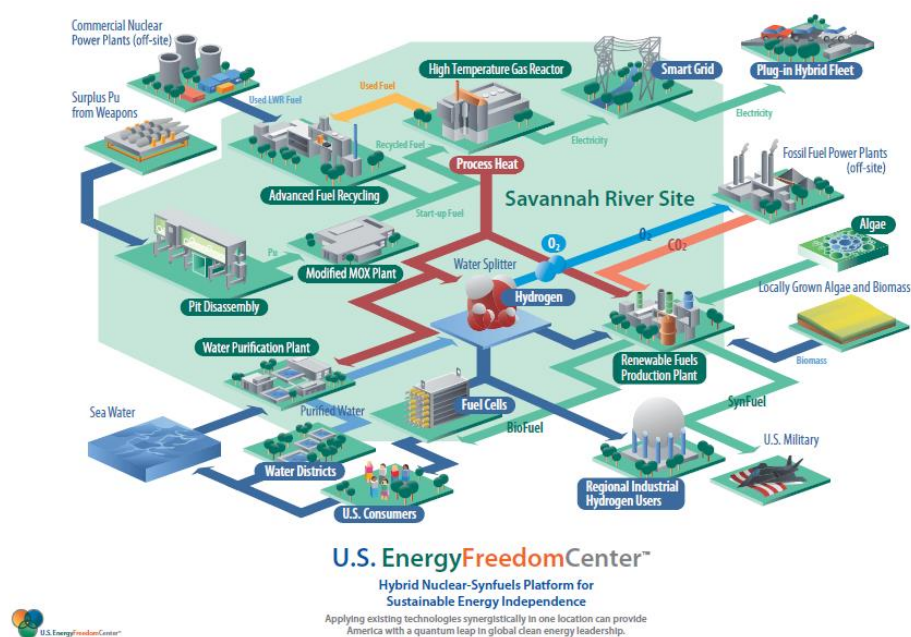 Commercial Nuclear
Power Plants (off-site)
Surplus Pu
from Weapons
Used LWR Fuel
High Temperature Gas Reactor
Smart Grid
Plug-in Hybrid Fleet
Electricity
Electricity
Recycled Fuel
Advanced Fuel Recycling
Process Heat
Fossil Fuel Power Plants
(off-site)
Savannah River Site
Start-up Fuel
Algae
Pu
Modified MOX Plant
Pit Disassembly
O2
O2
CO2
Water Splitter
Hydrogen
Locally Grown Algae and Biomass
Water Purification Plant
Renewable Fuels
Production Plant
Biomass
Sea Water
Purified Water
Fuel Cells
BioFuel
SynFuel
U.S. Military
Water Districts
U.S. Consumers
Regional Industrial
Hydrogen Users
U.S. EnergyFreedomCenter™
Hybrid Nuclear-Synfuels Platform for
Sustainable Energy Independence
Applying existing technologies synergistically in one location can provide
America with a quantum leap in global clean energy leadership.
U.S. EnergyFreedomCenter™